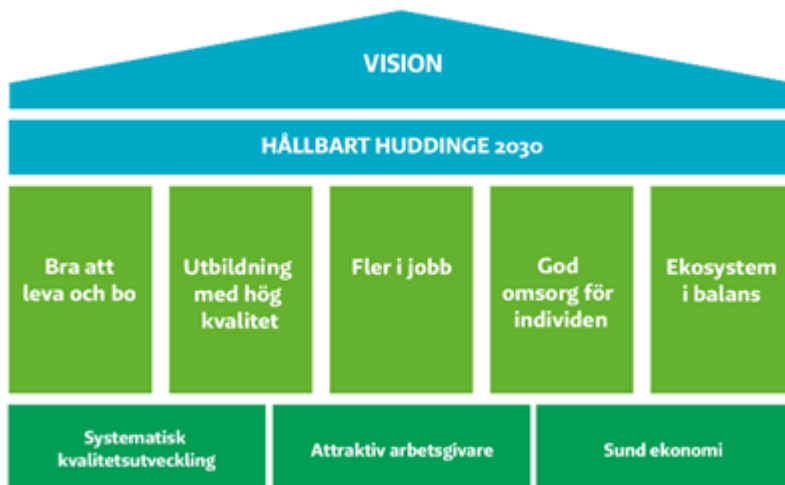 VISION
HÅLLBART HUDDINGE 2030
Bra att
leva och bo
Utbildning
med hög
kvalitet
Fler i jobb
God
omsorg för
individen
Ekosystem
i balans
Systematisk
kvalitetsutveckling
Attraktiv arbetsgivare
Sund ekonomi